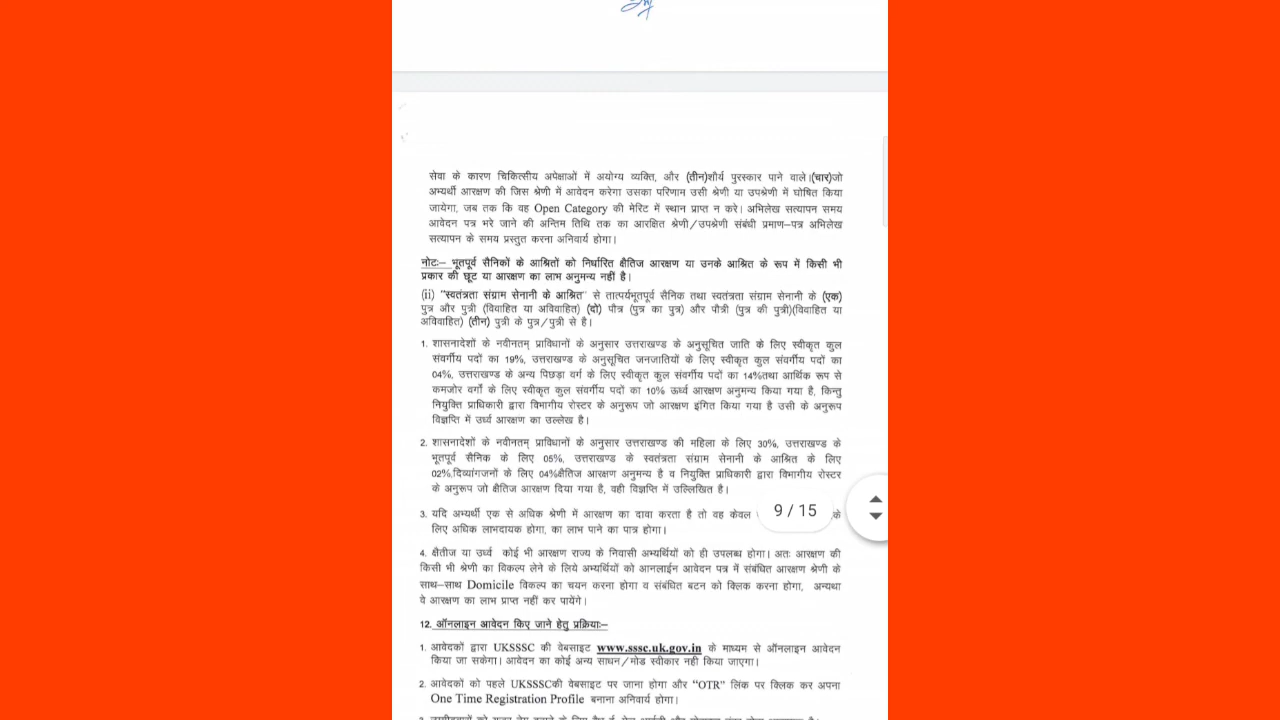 सेवा के कारण चिकित्सीय अपेक्षाओं में अयोग्य व्यक्ति, और (तीन)शौर्य पुरस्कार पाने वाले।(चार)जो
अभ्यर्थी आरक्षण की जिस श्रेणी में आवेदन करेगा उसका परिणाम उसी श्रेणी या उपश्रेणी में घोषित किया
जायेगा, जब तक कि वह Open Category की मेरिट में स्थान प्राप्त न करे। अभिलेख सत्यापन समय
आवेदन पत्र भरे जाने की अन्तिम तिथि तक का आरक्षित श्रेणी/उपश्रेणी संबंधी प्रमाण–पत्र अभिलेख
सत्यापन के समय प्रस्तुत करना अनिवार्य होगा।
नोटः– भूतपूर्व सैनिकों के आश्रितों को निर्धारित क्षैतिज आरक्षण या उनके आश्रित के रूप में किसी भी
प्रकार की छूट या आरक्षण का लाभ अनुमन्य नहीं है।
(ii) "स्वतंत्रता संग्राम सेनानी के आश्रित" से तात्पर्यभूतपूर्व सैनिक तथा स्वतंत्रता संग्राम सेनानी के (एक)
पुत्र और पुत्री (विवाहित या अविवाहित) (दो) पौत्र (पुत्र का पुत्र) और पौत्री (पुत्र की पुत्री)(विवाहित या
अविवाहित) (तीन) पुत्री के पुत्र/पुत्री से है।
1. शासनादेशों के नवीनतम् प्राविधानों के अनुसार उत्तराखण्ड के अनुसूचित जाति के लिए स्वीकृत कुल
संवर्गीय पदों का 19%, उत्तराखण्ड के अनुसूचित जनजातियों के लिए स्वीकृत कुल संवर्गीय पदों का
04%, उत्तराखण्ड के अन्य पिछड़ा वर्ग के लिए स्वीकृत कुल संवर्गीय पदों का 14%तथा आर्थिक रूप से
कमजोर वर्गो के लिए स्वीकृत कुल संवर्गीय पदों का 10% ऊर्ध्व आरक्षण अनुमन्य किया गया है, किन्तु
नियुक्ति प्राधिकारी द्वारा विभागीय रोस्टर के अनुरूप जो आरक्षण इंगित किया गया है उसी के अनुरूप
विज्ञप्ति में उर्ध्व आरक्षण का उल्लेख है।
2. शासनादेशों के नवीनतम् प्राविधानों के अनुसार उत्तराखण्ड की महिला के लिए 30%, उत्तराखण्ड के
भूतपूर्व सैनिक के लिए 05%, उत्तराखण्ड के स्वतंत्रता संग्राम सेनानी के आश्रित के लिए
02%,दिव्यांगजनों के लिए 04%क्षैतिज आरक्षण अनुमन्य है व नियुक्ति प्राधिकारी द्वारा विभागीय रोस्टर
के अनुरूप जो क्षैतिज आरक्षण दिया गया है, वही विज्ञप्ति में उल्लिखित है।
3. यदि अभ्यर्थी एक से अधिक श्रेणी में आरक्षण का दावा करता है तो वह केवल के
लिए अधिक लाभदायक होगा, का लाभ पाने का पात्र होगा।
9 / 15
4. क्षैतीज या उर्ध्व कोई भी आरक्षण राज्य के निवासी अभ्यर्थियों को ही उपलब्ध होगा। अतः आरक्षण की
किसी भी श्रेणी का विकल्प लेने के लिये अभ्यर्थियों को आनलाईन आवेदन पत्र में संबंधित आरक्षण श्रेणी के
साथ–साथ Domicile विकल्प का चयन करना होगा व संबंधित बटन को क्लिक करना होगा, अन्यथा
वे आरक्षण का लाभ प्राप्त नहीं कर पायेंगे।
12. ऑनलाइन आवेदन किए जाने हेतु प्रक्रियाः–
1. आवेदकों द्वारा UKSSSC की वेबसाइट www.sssc.uk.gov.in के माध्यम से ऑनलाइन आवेदन
किया जा सकेगा। आवेदन का कोई अन्य साधन/मोड स्वीकार नही किया जाएगा।
2. आवेदकों को पहले UKSSSCकी वेबसाइट पर जाना होगा और "OTR" लिंक पर क्लिक कर अपना
One Time Registration Profile बनाना अनिवार्य होगा।